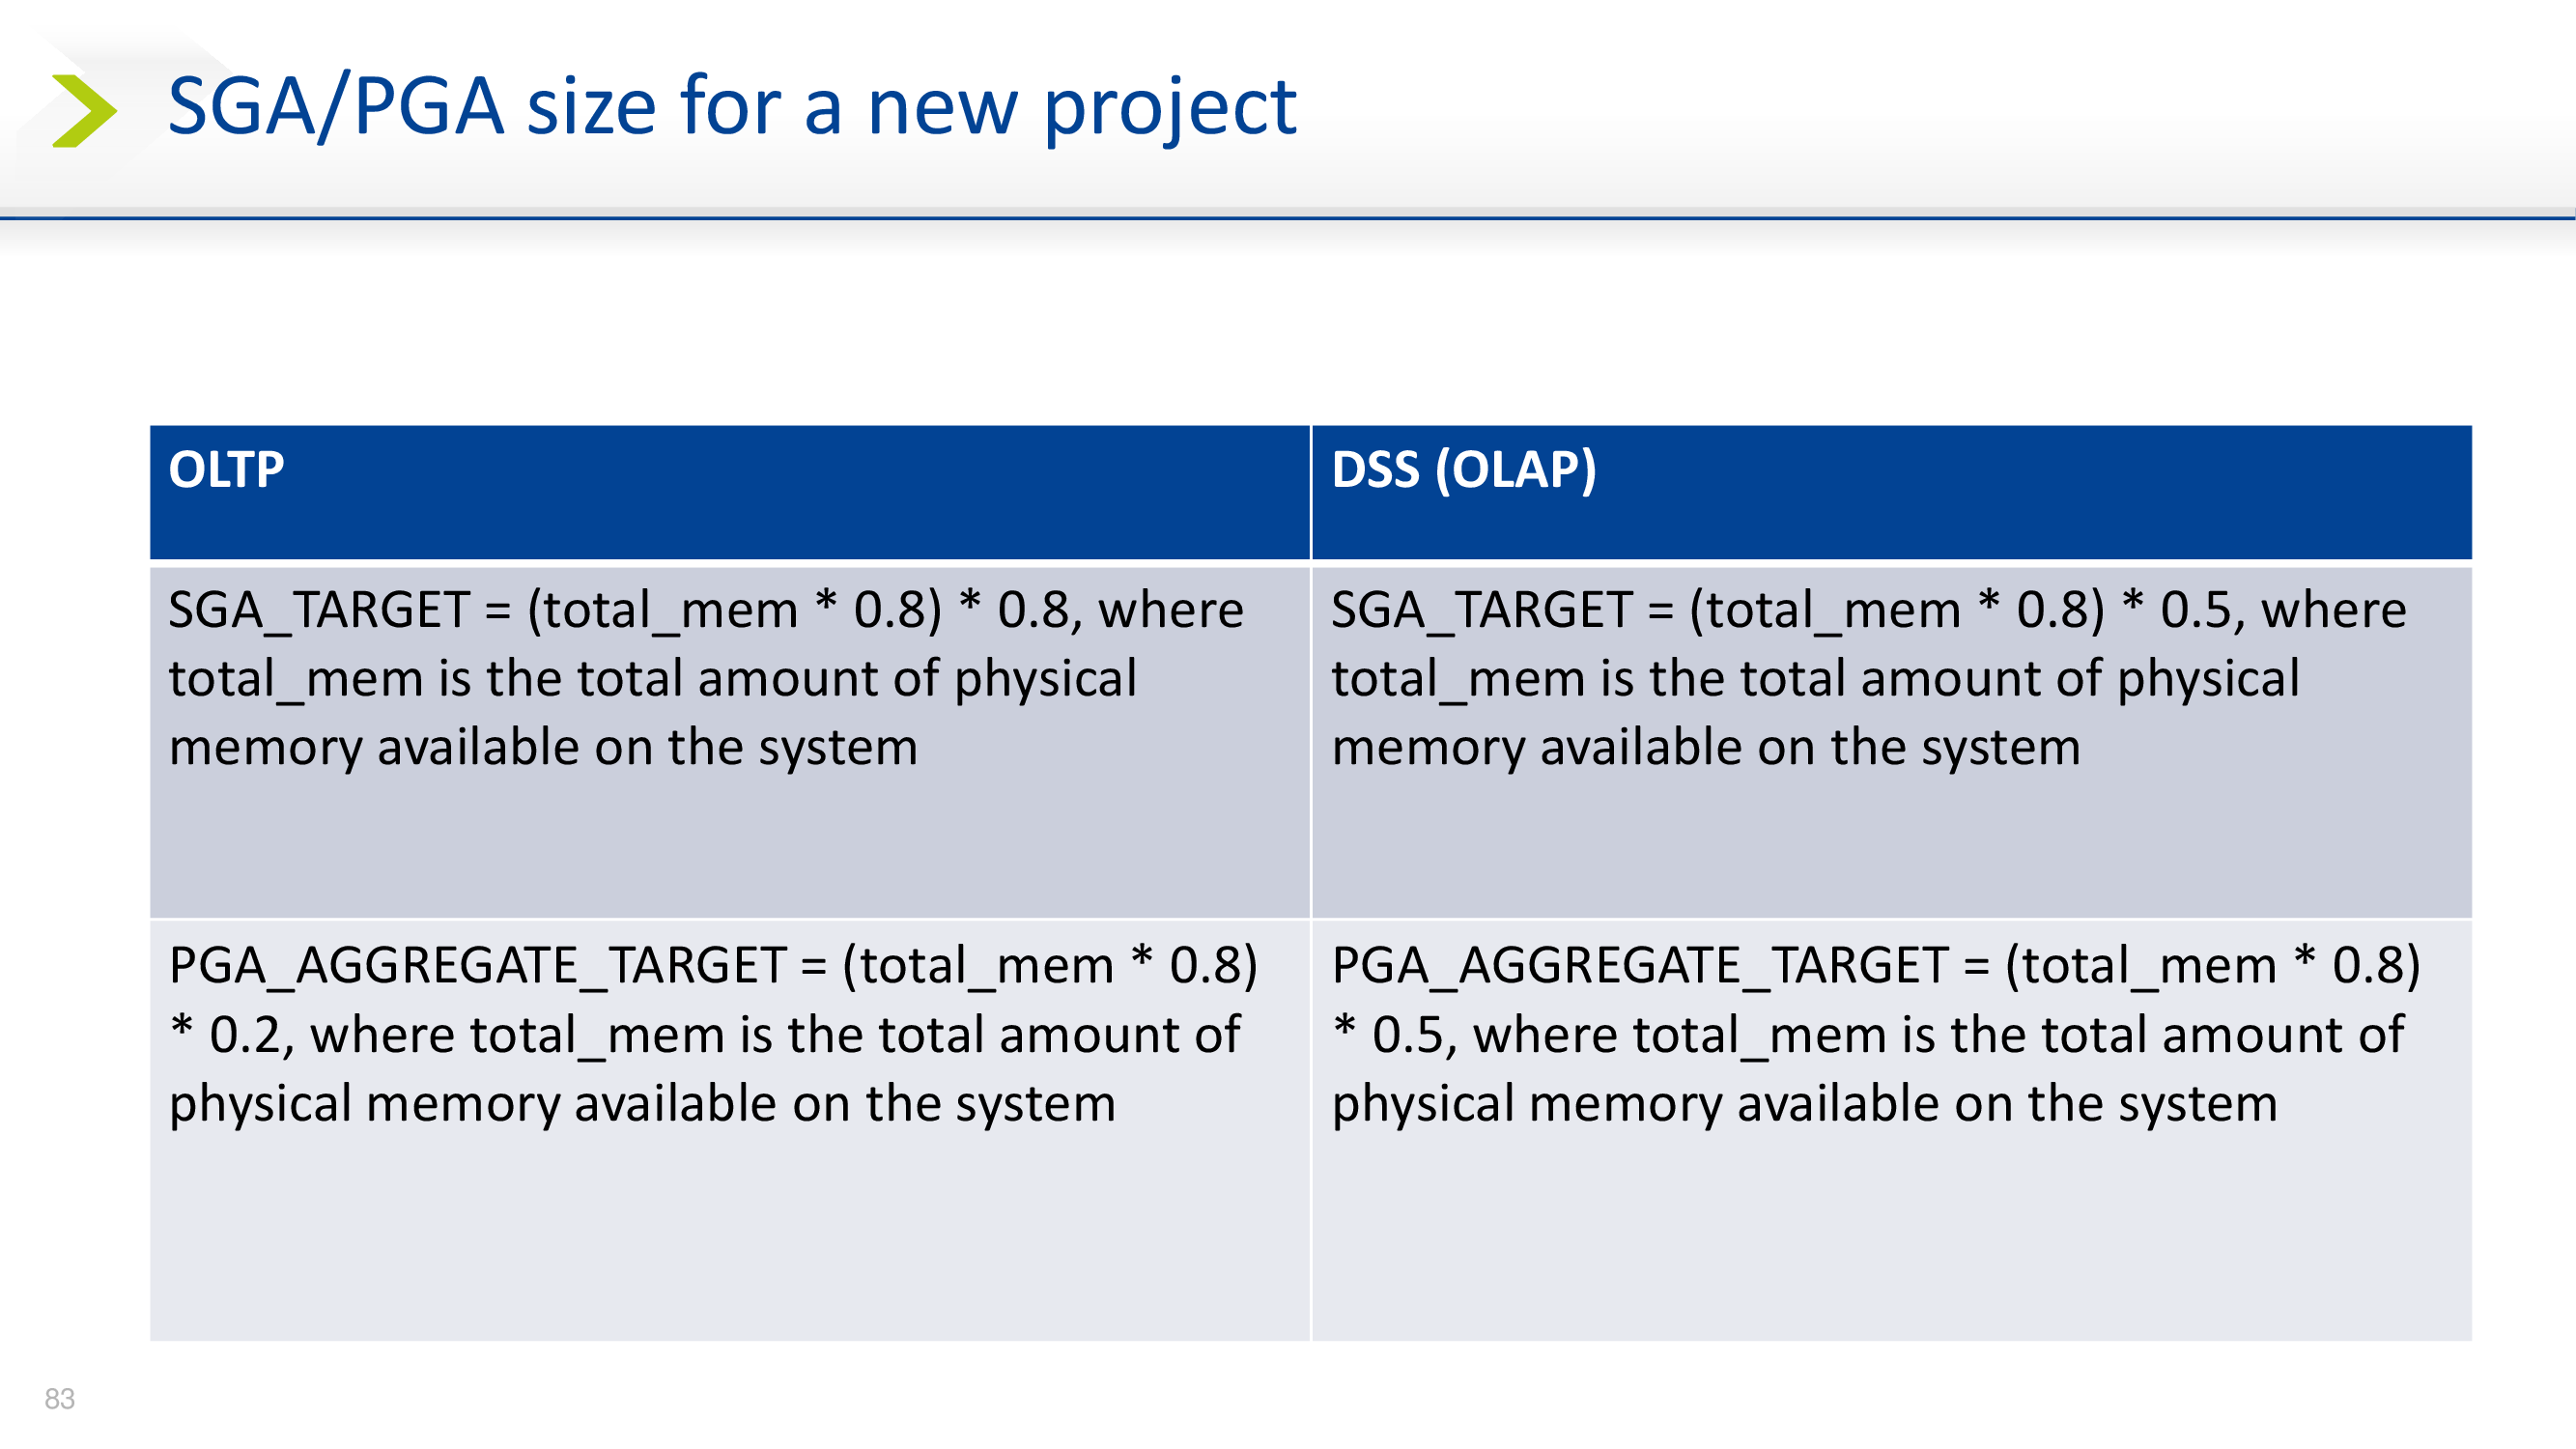 SGA/PGA size for a new project
OLTP
DSS (OLAP)
SGA_TARGET = (total_mem * 0.8) * 0.8, where
total_mem is the total amount of physical
memory available on the system
SGA_TARGET = (total_mem * 0.8) * 0.5, where
total_mem is the total amount of physical
memory available on the system
PGA_AGGREGATE_TARGET = (total_mem * 0.8)
* 0.2, where total_mem is the total amount of
physical memory available on the system
PGA_AGGREGATE_TARGET = (total_mem * 0.8)
* 0.5, where total_mem is the total amount of
physical memory available on the system
83